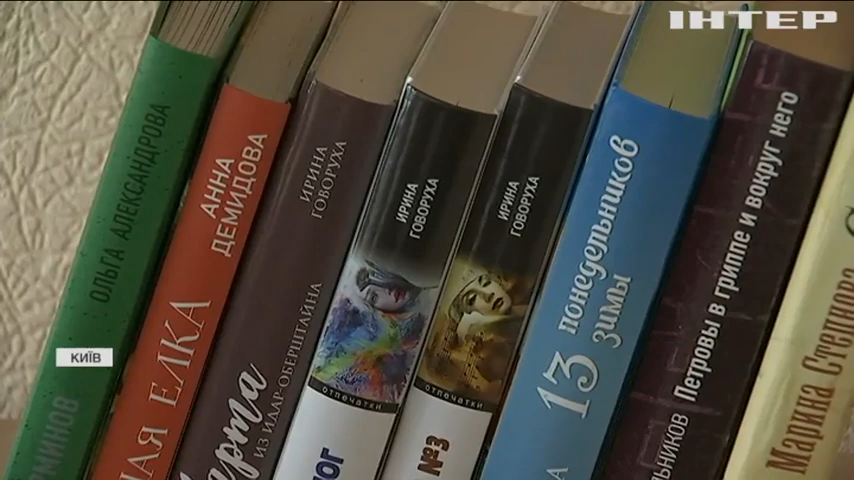 ІНТЕР
КИЇВ
ОЛЬГА АЛЕКСАНДРОВА
АННА
ДЕМИДОВА
ЕЛКА
ИРИНА
ГОВОРУХА
ИЗ ИДАР-ОБЕРШТАЙНА
ИРИНА
ГОВОРУХА
отпечатки
ИРИНА
ГОВОРУХА
отпечатки
№3
13 понедельников
зимы
Петровы в гриппе и вокруг него
Марина Степнова